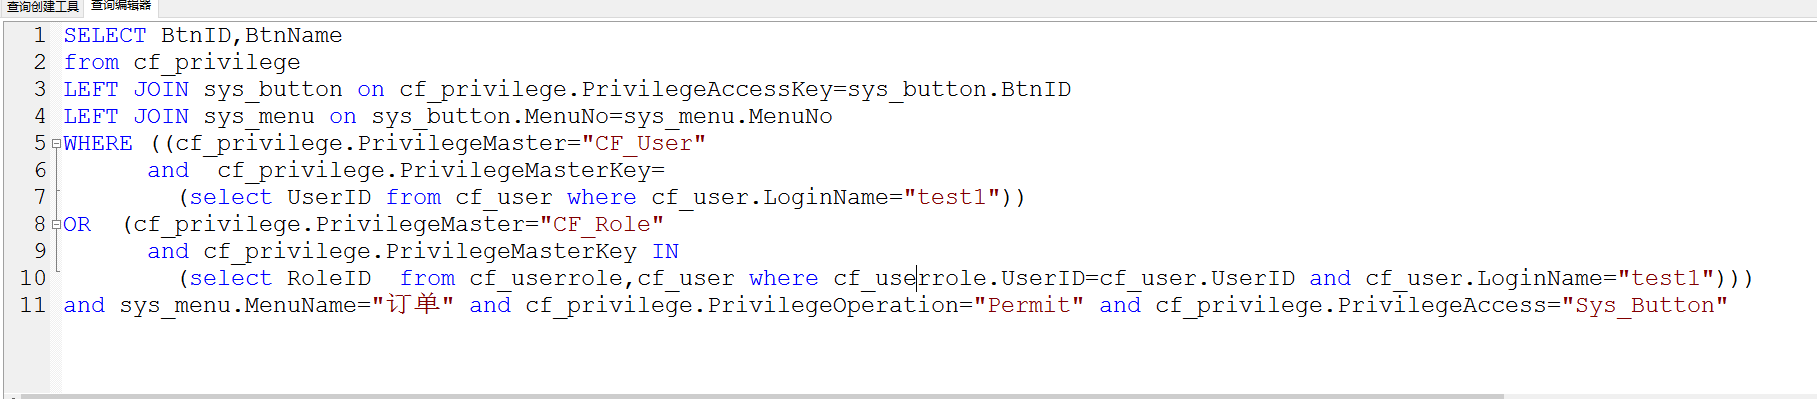 查询创建工具 查询编辑器
1 SELECT BtnID,BtnName
2 from cf_privilege
3 LEFT JOIN sys_button on cf_privilege.PrivilegeAccessKey=sys_button.BtnID
4 LEFT JOIN sys_menu on sys_button.MenuNo=sys_menu.MenuNo
5 WHERE ((cf_privilege.PrivilegeMaster="CF_User"
6 and  cf_privilege.PrivilegeMasterKey=
7 (select UserID from cf_user where cf_user.LoginName="test1"))
8 OR  (cf_privilege.PrivilegeMaster="CF_Role"
9 and cf_privilege.PrivilegeMasterKey IN
10 (select RoleID  from cf_userrole,cf_user where cf_userrole.UserID=cf_user.UserID and cf_user.LoginName="test1")))
11 and sys_menu.MenuName="订单" and cf_privilege.PrivilegeOperation="Permit" and cf_privilege.PrivilegeAccess="Sys_Button"